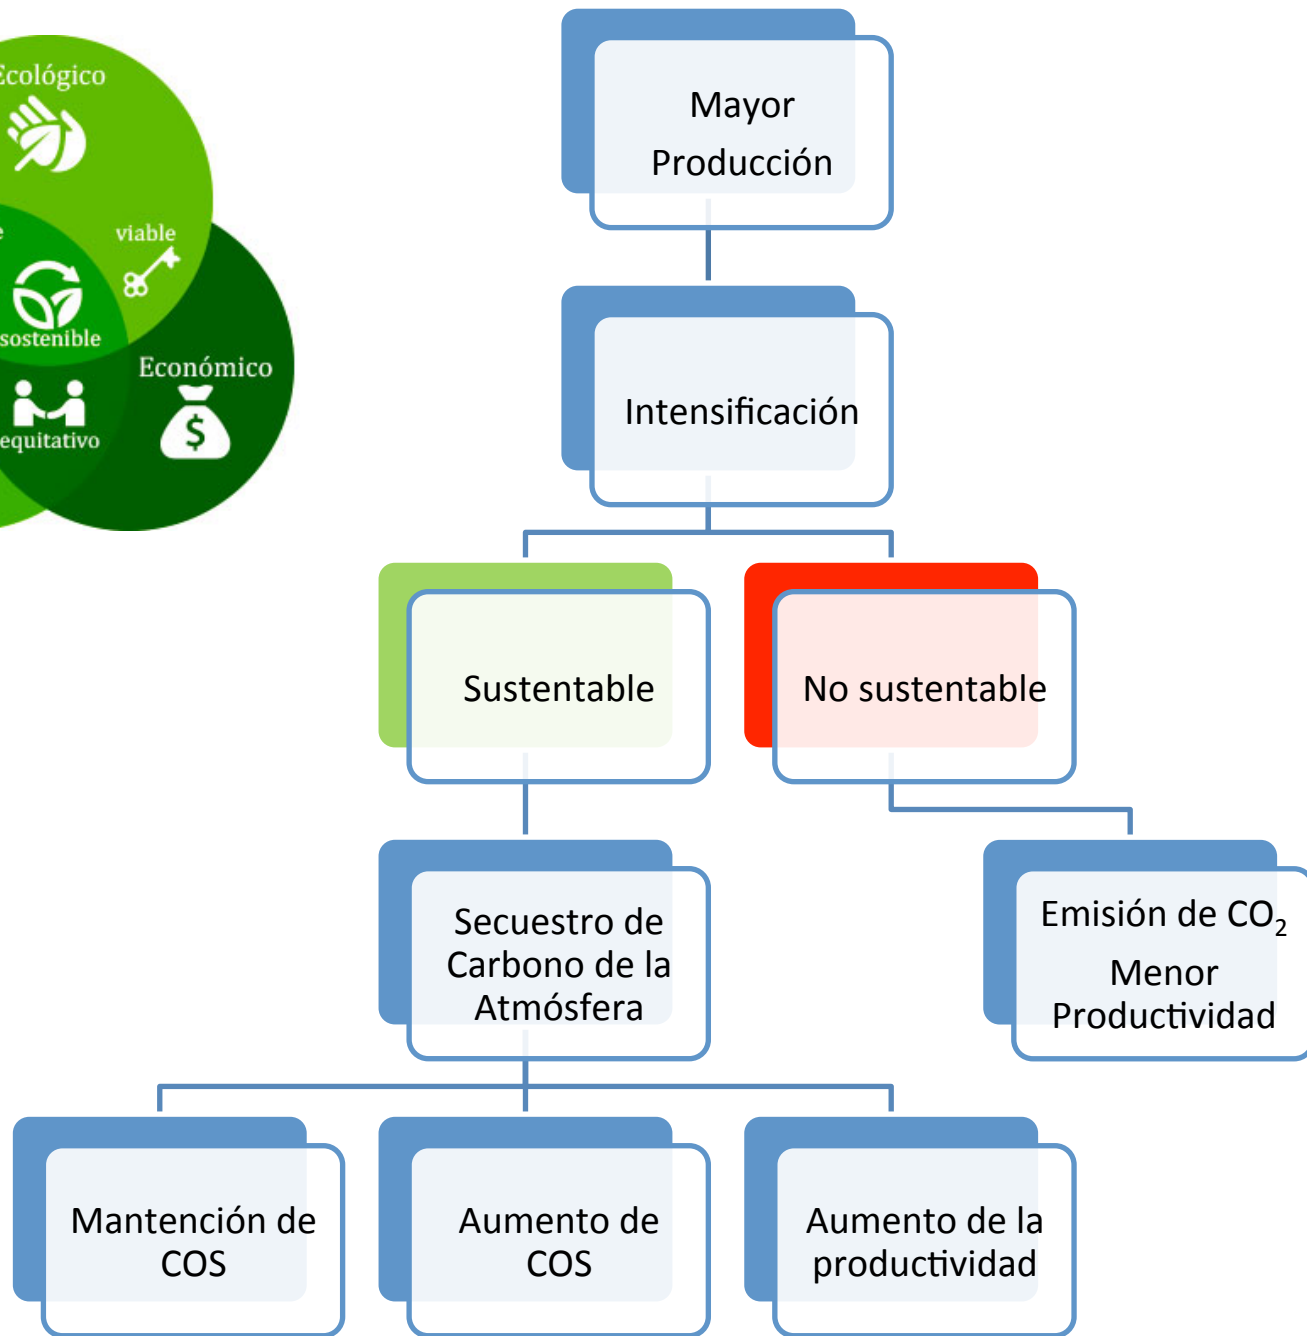 Ecológico
viable
sostenible
Económico
$
equitativo
Mayor
Producción
Intensificación
Sustentable
No sustentable
Secuestro de
Carbono de la
Atmósfera
Emisión de CO₂
Menor
Productividad
Mantención de
COS
Aumento de
COS
Aumento de la
productividad